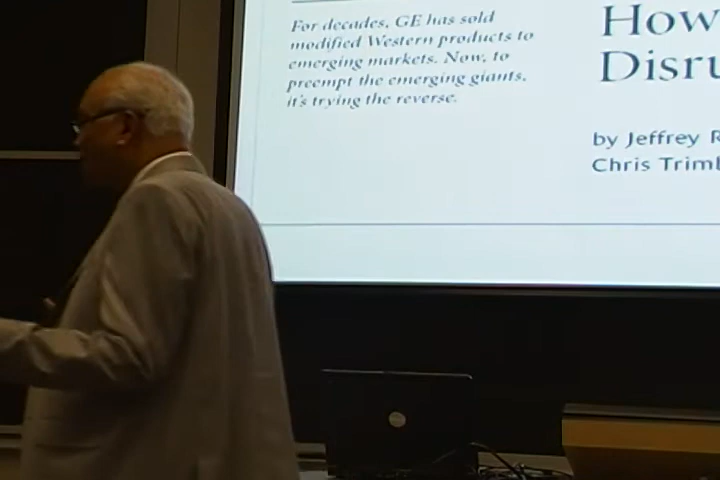 For decades, GE has sold
modified Western products to
emerging markets. Now, to
preempt the emerging giants,
it's trying the reverse.
How
Disru
by Jeffrey R
Chris Trimb